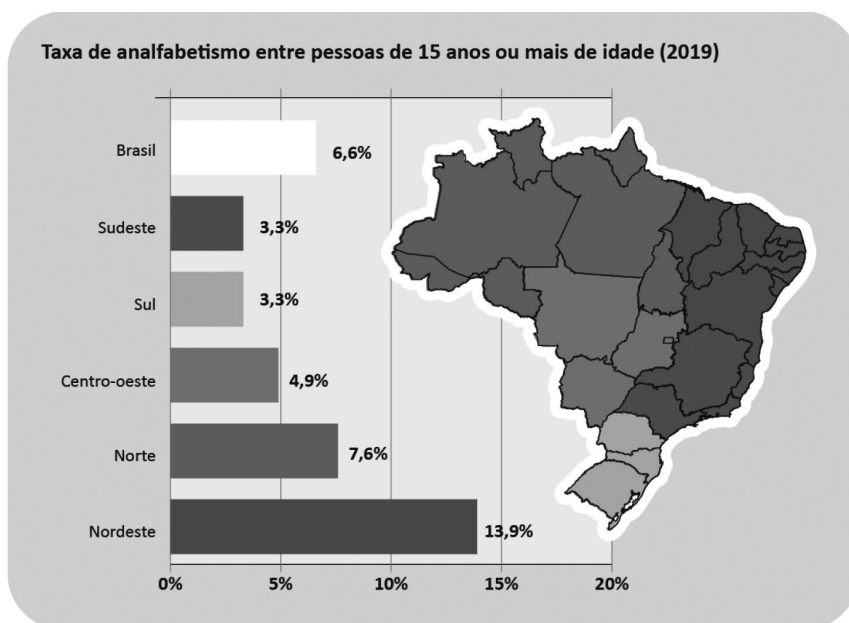 Taxa de analfabetismo entre pessoas de 15 anos ou mais de idade (2019)
Brasil 6,6%
Sudeste 3,3%
Sul 3,3%
Centro-oeste 4,9%
Norte 7,6%
Nordeste 13,9%
0% 5% 10% 15% 20%